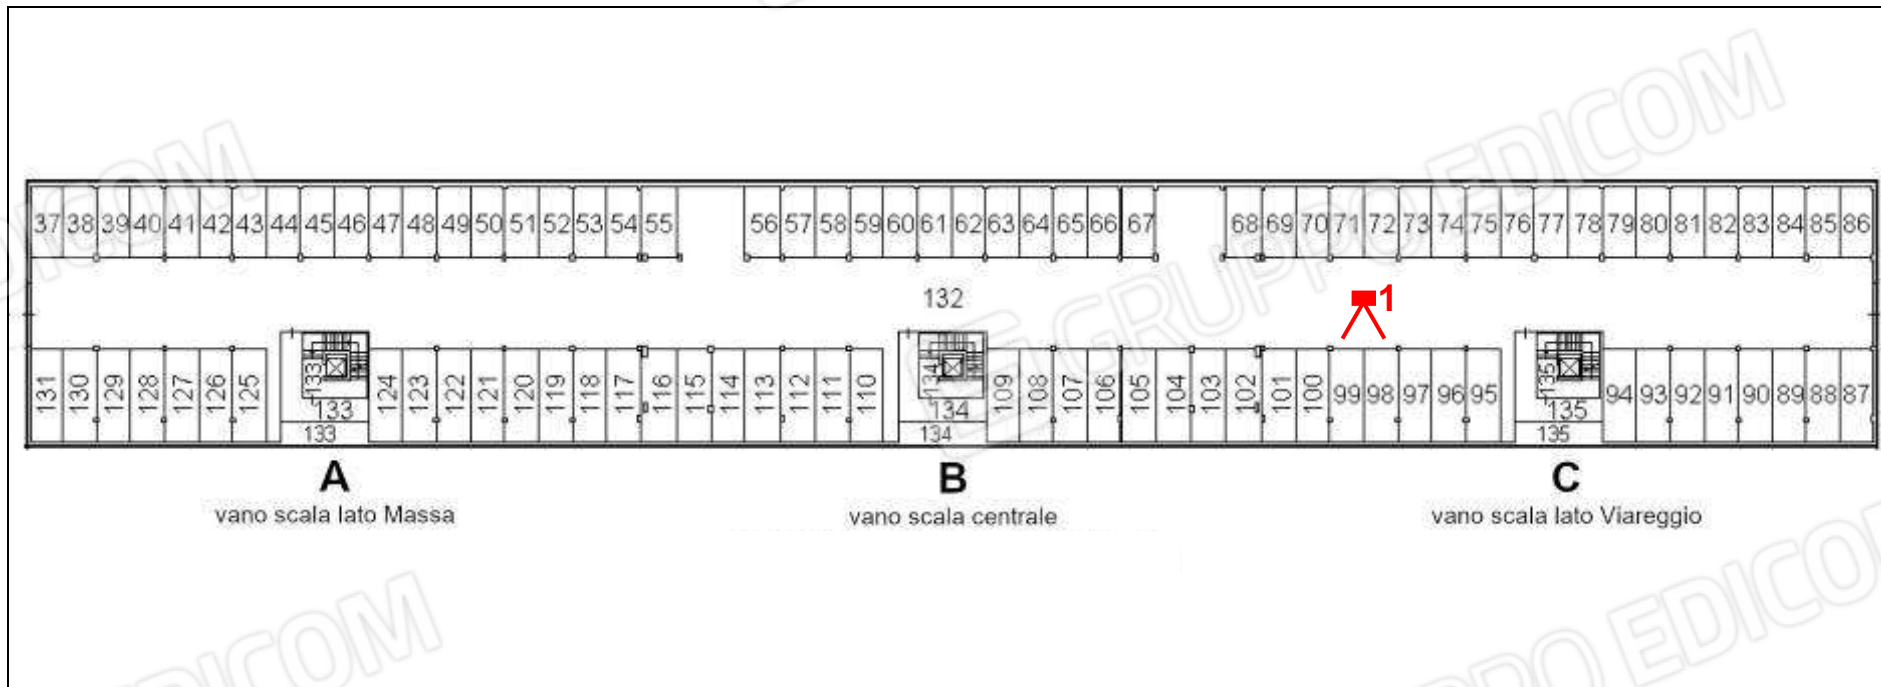 37 38 39 40 41 42 43 44 45 46 47 48 49 50 51 52 53 54 55 56 57 58 59 60 61 62 63 64 65 66 67 68 69 70 71 72 73 74 75 76 77 78 79 80 81 82 83 84 85 86
132
1
131 130 129 128 127 126 125 133 124 123 122 121 120 119 118 117 116 115 114 113 112 111 110 134 109 108 107 106 105 104 103 102 101 100 99 98 97 96 95 135 94 93 92 91 90 89 88 87
133 134 135
133 134 135
A B C
vano scala lato Massa vano scala centrale vano scala lato Viareggio
GRUPPO EDICOM
EDICOM
EDICOM
GRUPPO EDICOM